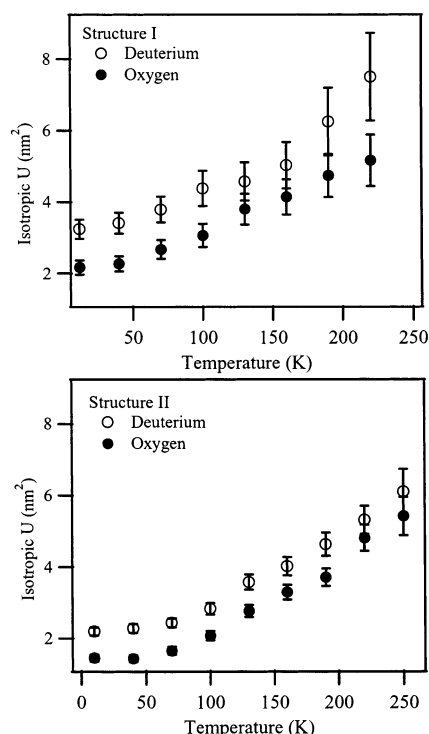 Structure I
Deuterium
Oxygen
8
6
4
2
Isotropic U (nm²)
50
100
150
200
250
Temperature (K)
Structure II
Deuterium
Oxygen
8
6
4
2
Isotropic U (nm²)
0
50
100
150
200
250
Temperature (K)